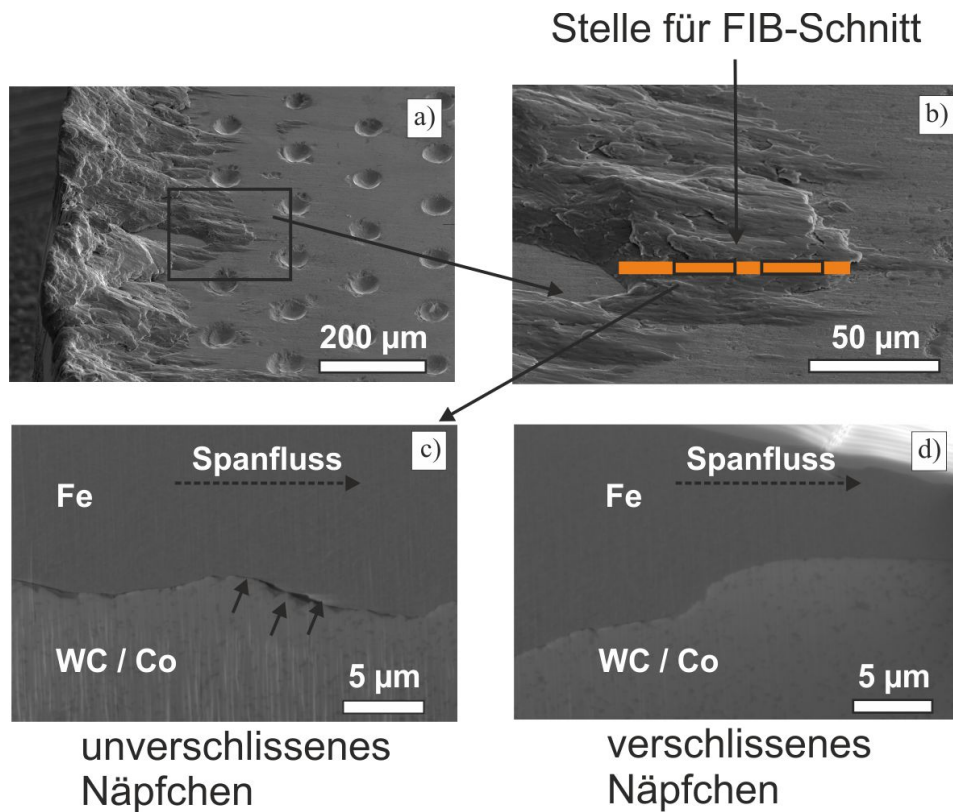 Stelle für FIB-Schnitt
a)
200 µm
b)
50 µm
c)
Spanfluss
Fe
WC / Co
5 µm
d)
Spanfluss
Fe
WC / Co
5 µm
unverschlissenes
Näpfchen
verschlissenes
Näpfchen